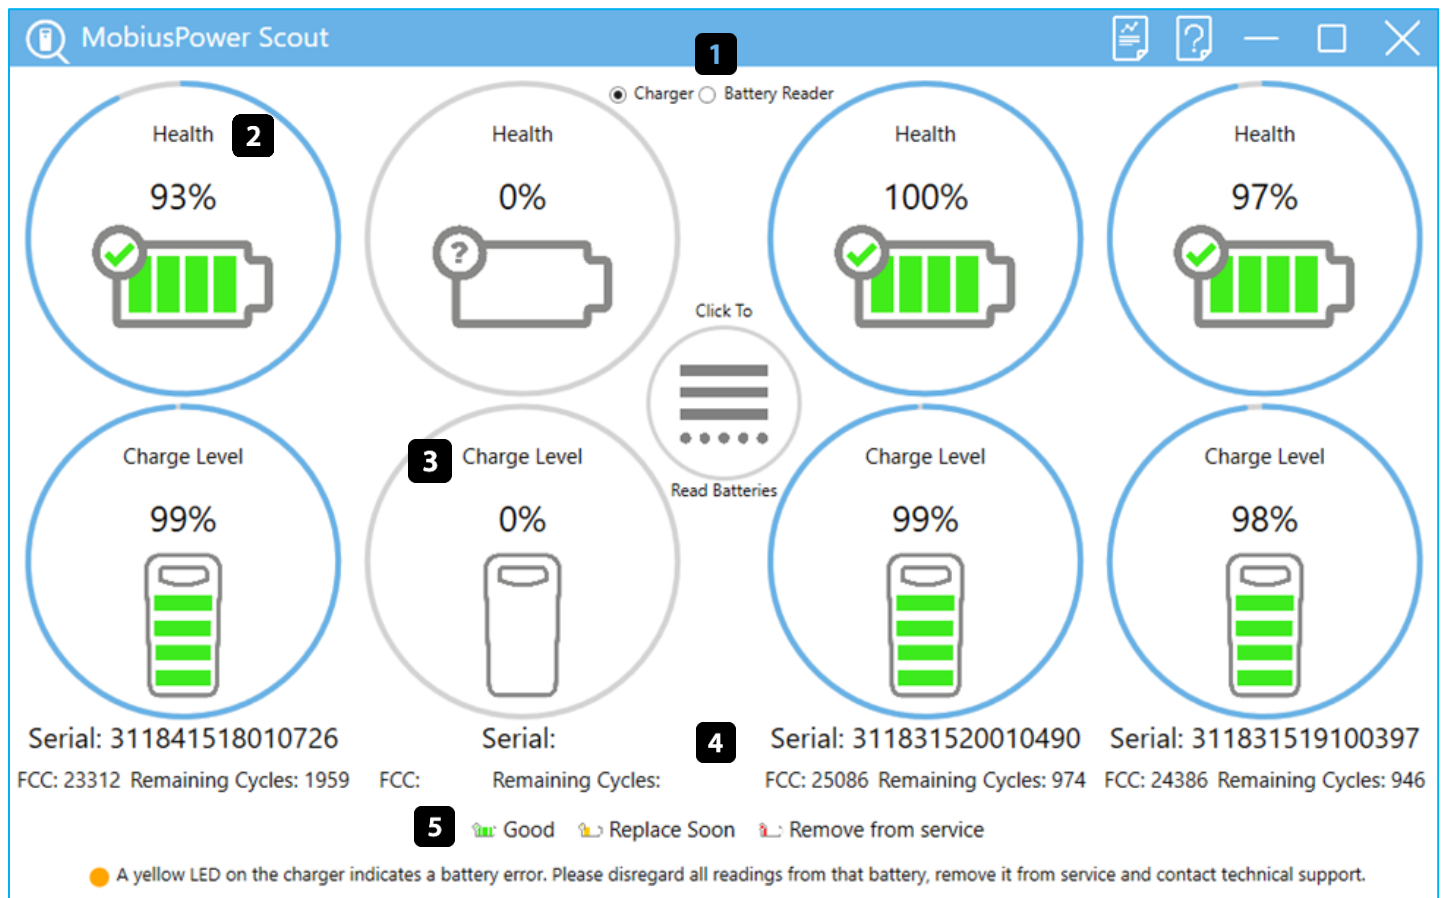 MobiusPower Scout
1
Charger Battery Reader
Health 2
93%
Health
0%
?
Health
100%
Health
97%
Click To
Read Batteries
Charge Level
99%
3 Charge Level
0%
Charge Level
99%
Charge Level
98%
Serial: 311841518010726
FCC: 23312 Remaining Cycles: 1959
Serial:
FCC: Remaining Cycles:
4
Serial: 311831520010490
FCC: 25086 Remaining Cycles: 974
Serial: 311831519100397
FCC: 24386 Remaining Cycles: 946
5 Good Replace Soon Remove from service
A yellow LED on the charger indicates a battery error. Please disregard all readings from that battery, remove it from service and contact technical support.